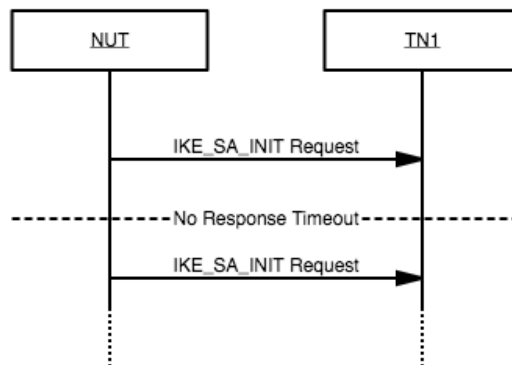 NUT
TN1
IKE_SA_INIT Request
No Response Timeout
IKE_SA_INIT Request